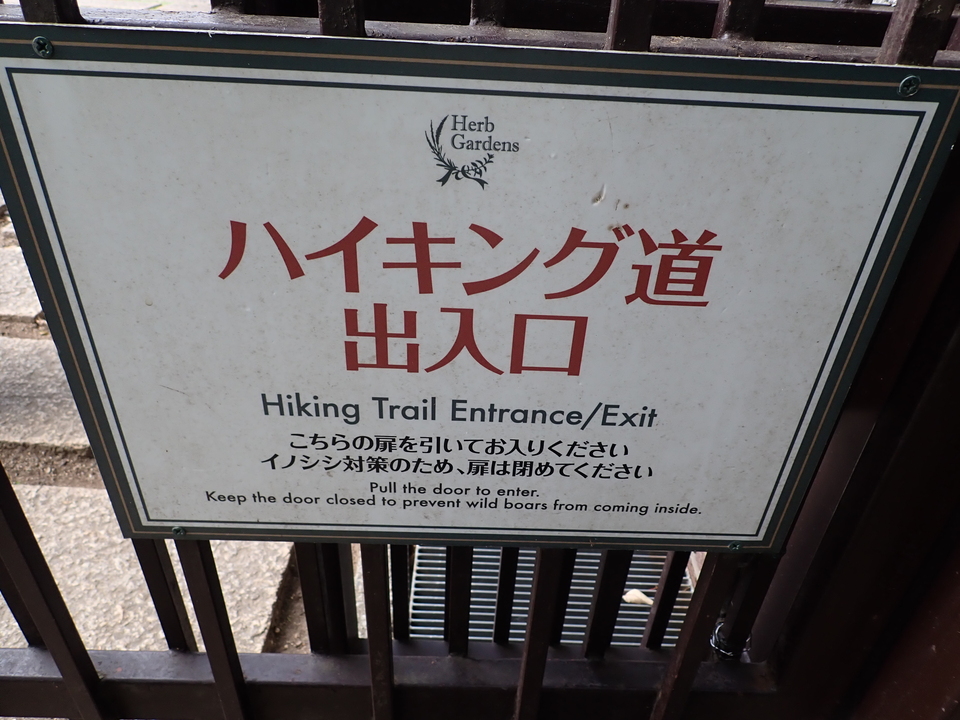 Herb
Gardens
ハイキング道
出入口
Hiking Trail Entrance/Exit
こちらの扉を引いてお入りください
イノシシ対策のため、扉は閉めてください
Pull the door to enter.
Keep the door closed to prevent wild boars from coming inside.